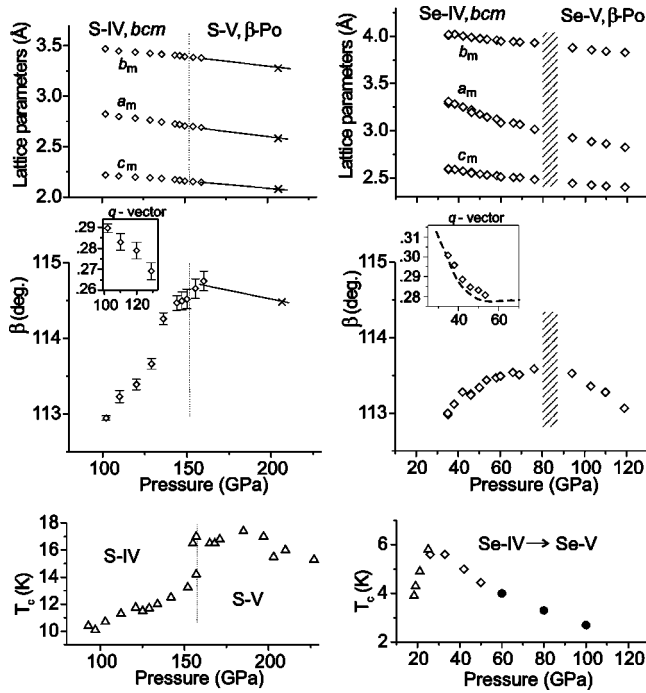 S-IV, bcm
S-V, β-Po
3.5
3.0
2.5
2.0
Lattice parameters (Å)
bm
am
cm
Se-IV, bcm
Se-V, β-Po
4.0
3.5
3.0
2.5
Lattice parameters (Å)
bm
am
cm
q - vector
.29
.28
.27
.26
100
120
115
114
113
β (deg.)
100
150
200
Pressure (GPa)
q - vector
.31
.30
.29
.28
40
60
115
114
113
β (deg.)
20
40
60
80
100
120
Pressure (GPa)
18
16
14
12
10
Tc (K)
S-IV
S-V
100
150
200
Pressure (GPa)
6
4
2
Tc (K)
Se-IV → Se-V
20
40
60
80
100
120
Pressure (GPa)